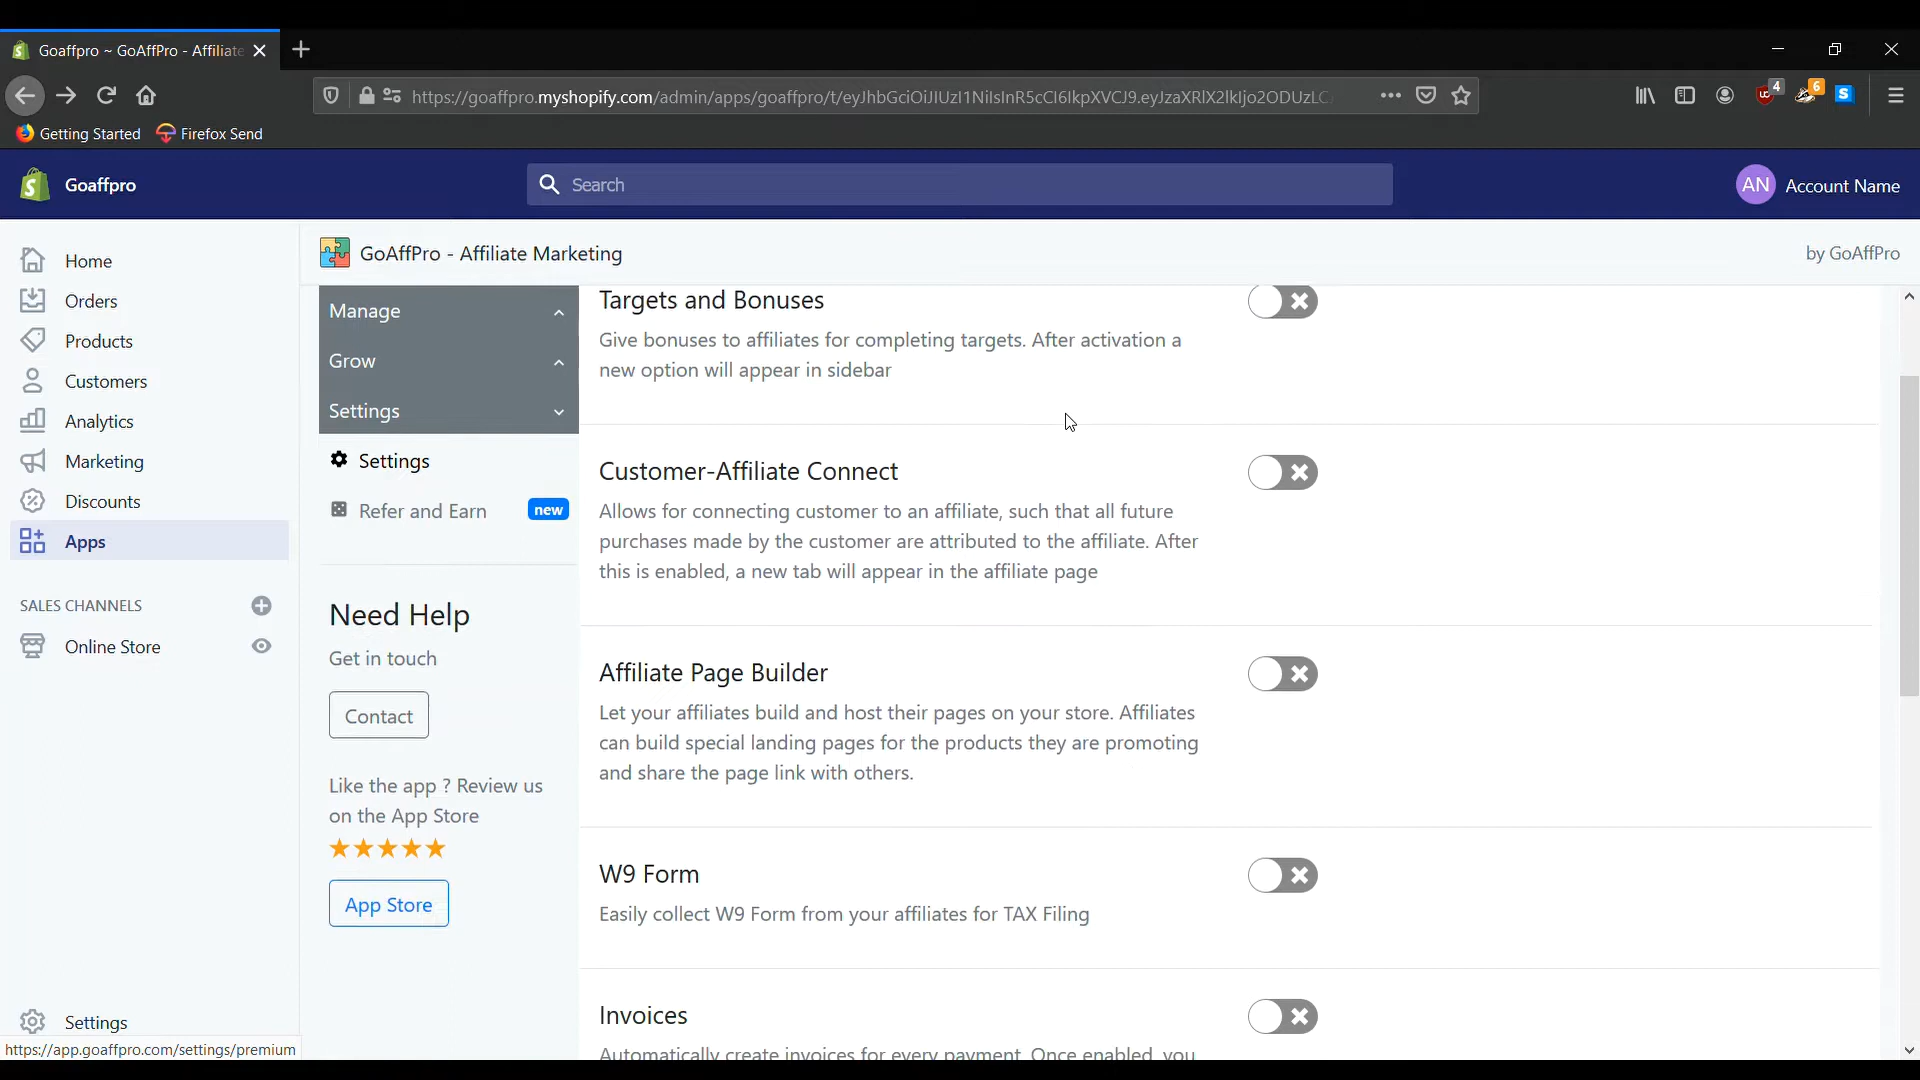 Goaffpro ~ GoAffPro - Affiliate
https://goaffpro.myshopify.com/admin/apps/goaffpro/t/
4
6
Getting Started
Firefox Send
Goaffpro
Search
AN
Account Name
GoAffPro - Affiliate Marketing
by GoAffPro
Home
Orders
Products
Customers
Analytics
Marketing
Discounts
Apps
SALES CHANNELS
Online Store
Settings
https://app.goaffpro.com/settings/premium
Manage
Grow
Settings
Settings
Refer and Earn
new
Need Help
Get in touch
Contact
Like the app ? Review us
on the App Store
App Store
Targets and Bonuses
Give bonuses to affiliates for completing targets. After activation a
new option will appear in sidebar
Customer-Affiliate Connect
Allows for connecting customer to an affiliate, such that all future
purchases made by the customer are attributed to the affiliate. After
this is enabled, a new tab will appear in the affiliate page
Affiliate Page Builder
Let your affiliates build and host their pages on your store. Affiliates
can build special landing pages for the products they are promoting
and share the page link with others.
W9 Form
Easily collect W9 Form from your affiliates for TAX Filing
Invoices
Automatically create invoices for every payment. Once enabled, you